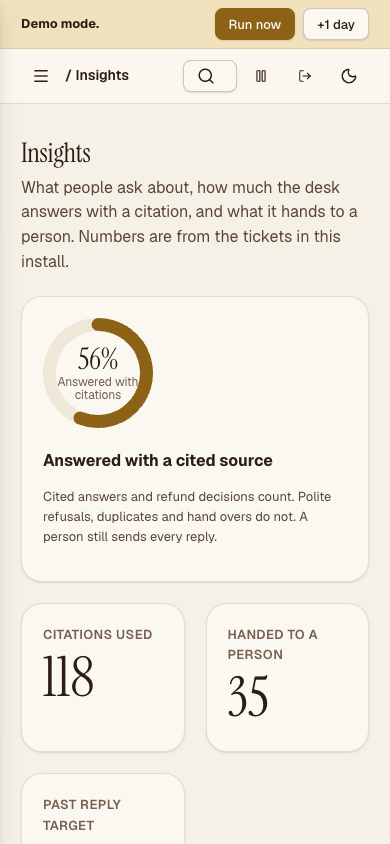 Demo mode.
Run now
+1 day
/ Insights
Insights
What people ask about, how much the desk
answers with a citation, and what it hands to a
person. Numbers are from the tickets in this
install.
56%
Answered with
citations
Answered with a cited source
Cited answers and refund decisions count. Polite
refusals, duplicates and hand overs do not. A
person still sends every reply.
CITATIONS USED
118
HANDED TO A
PERSON
35
PAST REPLY
TARGET